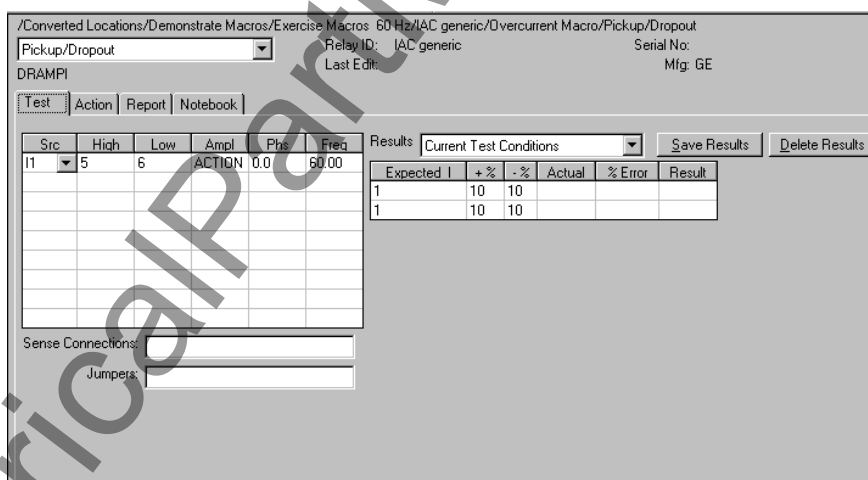 /Converted Locations/Demonstrate Macros/Exercise Macros 60 Hz/IAC generic/Overcurrent Macro/Pickup/Dropout
Pickup/Dropout Relay ID: IAC generic Serial No:
DRAMPI Last Edit: Mfg: GE
Test Action Report Notebook
Results Current Test Conditions Save Results Delete Results
Src High Low Ampl Phs Freq
I1 5 6 ACTION 0.0 60.00
Expected I + % - % Actual % Error Result
1 10 10
1 10 10
Sense Connections:
Jumpers: